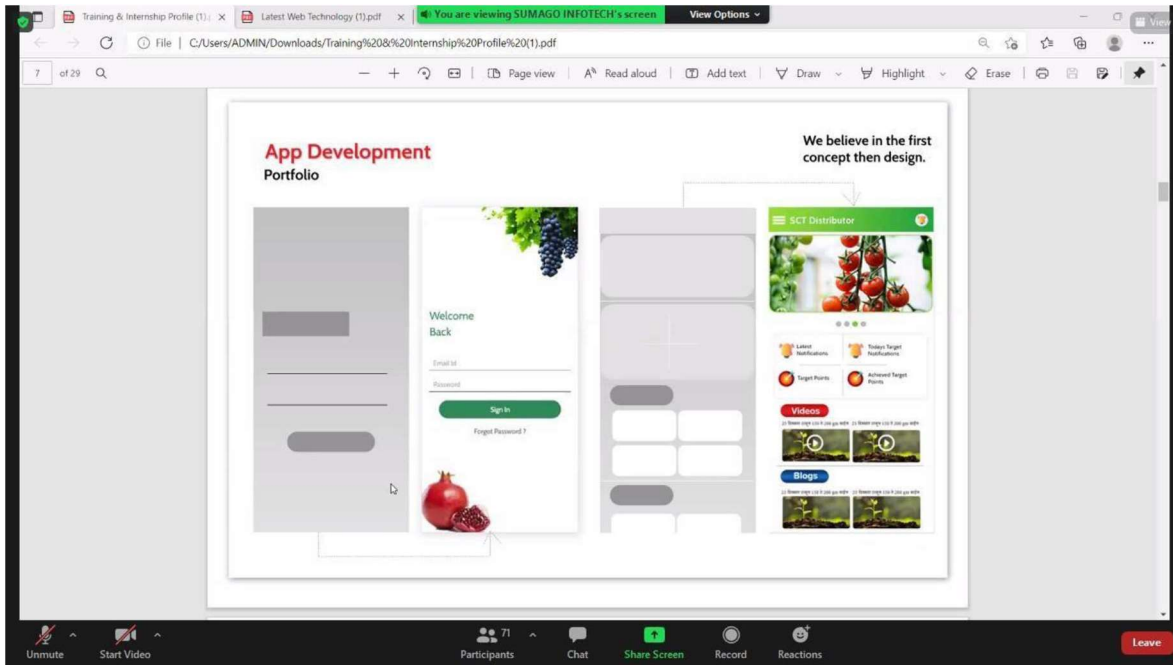 Training & Internship Profile (1).p
Latest Web Technology (1).pdf
You are viewing SUMAGO INFOTECH's screen
View Options
View
File
C:/Users/ADMIN/Downloads/Training%20&%20Internship%20Profile%20(1).pdf
7 of 29
Page view
Read aloud
Add text
Draw
Highlight
Erase
App Development
Portfolio
We believe in the first
concept then design.
Welcome
Back
Email Id
Password
Sign In
Forgot Password ?
SCT Distributor
Latest
Notifications
Todays Target
Notifications
Target Points
Achieved Target
Points
Videos
Blogs
Unmute
Start Video
71
Participants
Chat
Share Screen
Record
Reactions
Leave